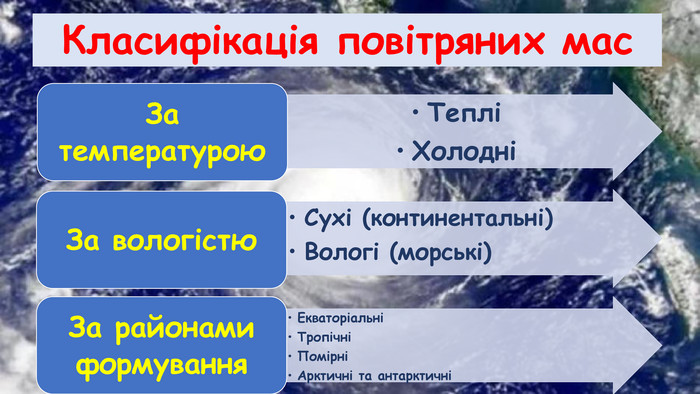 Класифікація повітряних мас
За
температурою
• Теплі
• Холодні
За вологістю
• Сухі (континентальні)
• Вологі (морські)
За районами
формування
• Екваторіальні
• Тропічні
• Помірні
• Арктичні та антарктичні